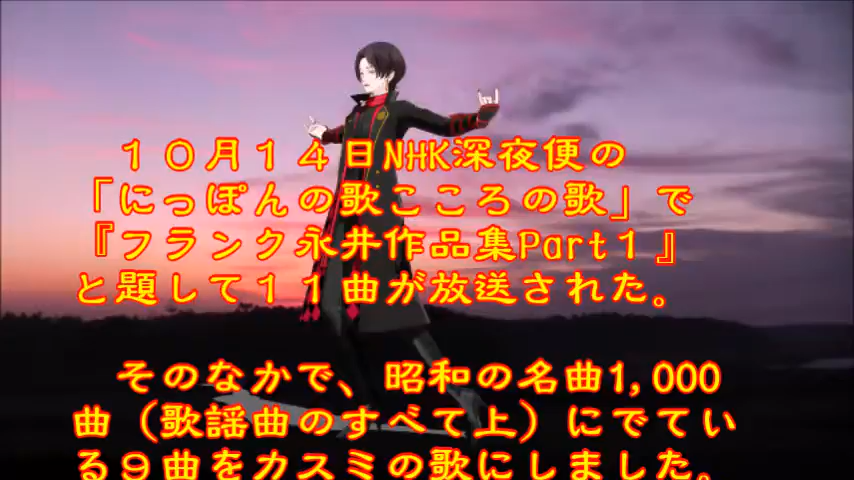 １０月１４日NHK深夜便の
「にっぽんの歌こころの歌」で
『フランク永井作品集Part１』
と題して１１曲が放送された。
そのなかで、昭和の名曲1,000
曲（歌謡曲のすべて上）にでてい
る９曲をカスミの歌にしました。